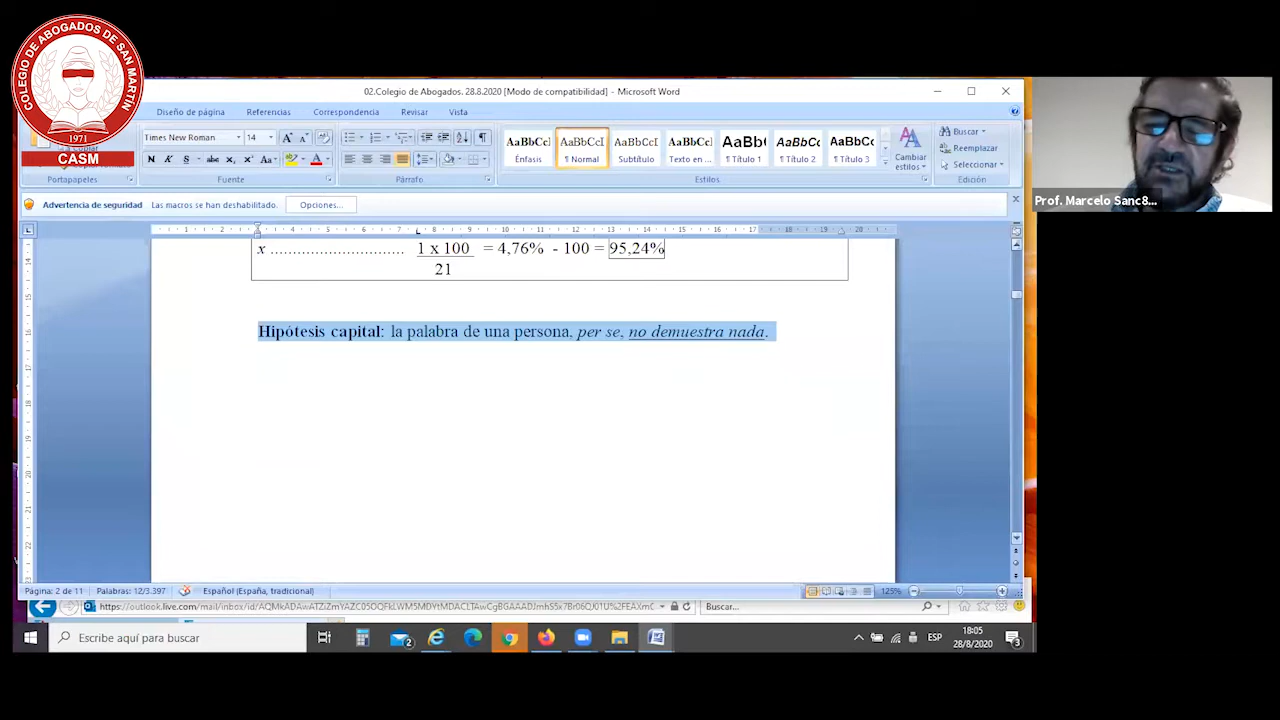 COLEGIO DE ABOGADOS DE SAN MARTÍN
1971
CASM
02.Colegio de Abogados. 28.8.2020 [Modo de compatibilidad] - Microsoft Word
Diseño de página Referencias Correspondencia Revisar Vista
Times New Roman 14
AaBbCcI AaBbCcI AaBbCcI AaBbCcI AaBb( AaBbCc AaBbCcI
Énfasis ¶ Normal Subtítulo Texto en ... ¶ Título 1 ¶ Título 2 ¶ Título 3
Cambiar estilos
Buscar
Reemplazar
Seleccionar
Portapapeles Fuente Párrafo Estilos Edición
Advertencia de seguridad Las macros se han deshabilitado. Opciones...
Prof. Marcelo Sanc8...
x .............................. 1 x 100 = 4,76% - 100 = 95,24%
21
Hipótesis capital: la palabra de una persona, per se, no demuestra nada.
Página: 2 de 11 Palabras: 12/3.397 Español (España, tradicional) 125%
Buscar...
Escribe aquí para buscar
ESP
18:05
28/8/2020